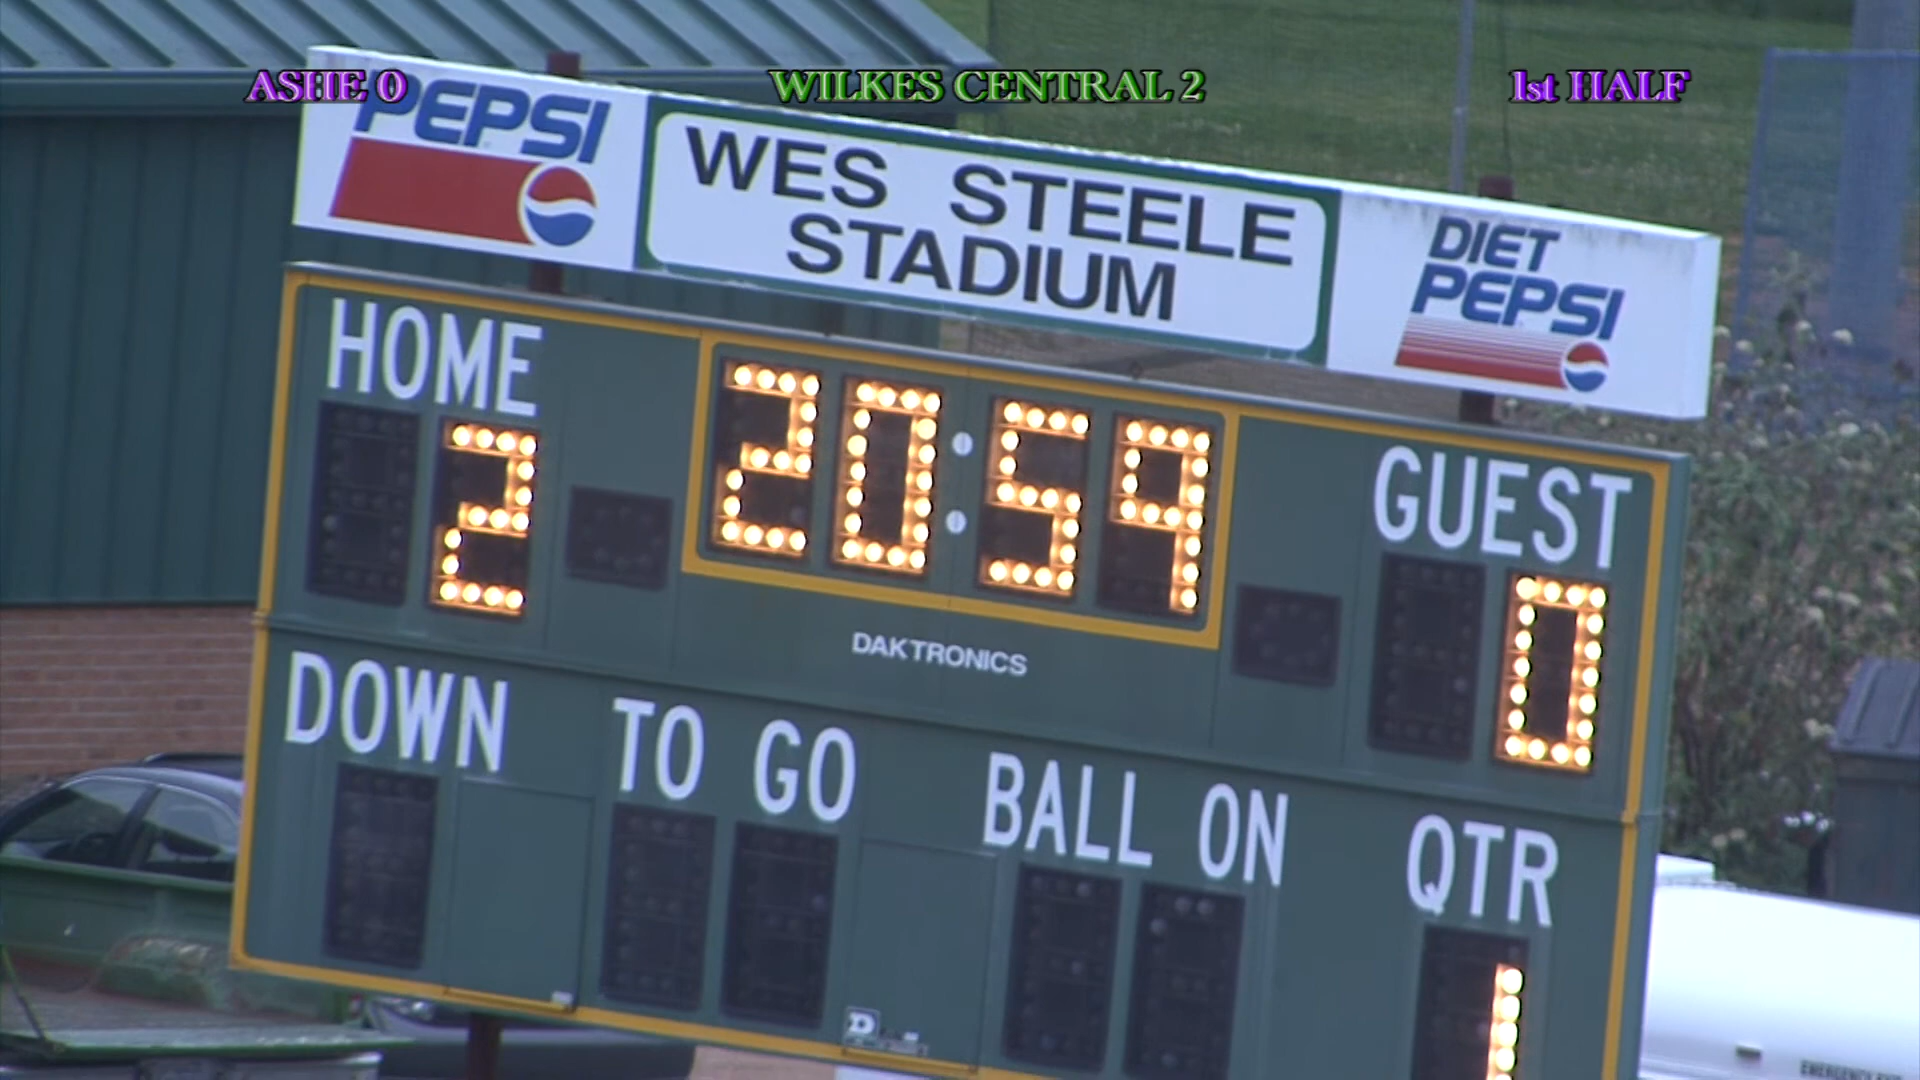 ASHE 0 WILKES CENTRAL 2 1st HALF
PEPSI
WES STEELE
STADIUM
DIET
PEPSI
HOME
2
20:59
GUEST
0
DAKTRONICS
DOWN TO GO BALL ON QTR
1